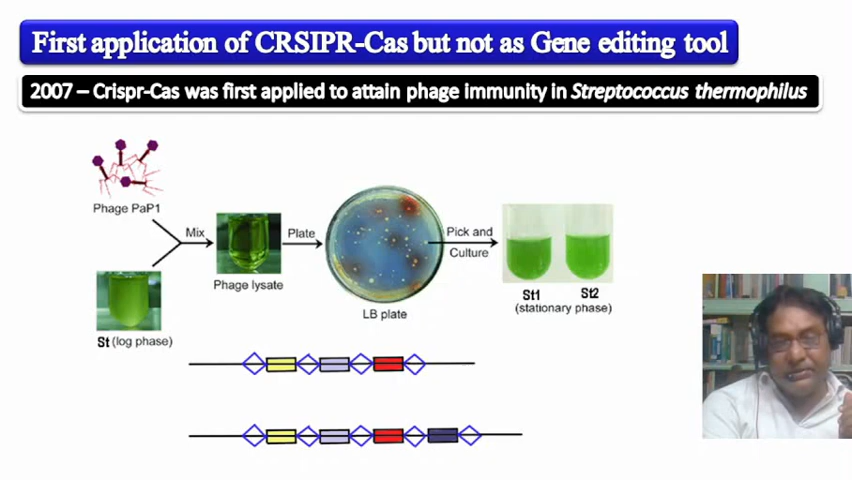 First application of CRSIPR-Cas but not as Gene editing tool
2007 – Crispr-Cas was first applied to attain phage immunity in Streptococcus thermophilus
Phage PaP1
Mix
Plate
Pick and
Culture
Phage lysate
LB plate
St1
St2
(stationary phase)
St (log phase)